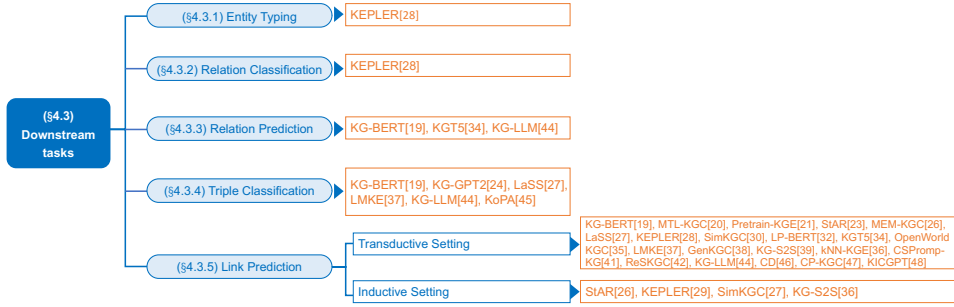 (§4.3.1) Entity Typing
KEPLER[28]
(§4.3.2) Relation Classification
KEPLER[28]
(§4.3)
Downstream
tasks
(§4.3.3) Relation Prediction
KG-BERT[19], KGT5[34], KG-LLM[44]
(§4.3.4) Triple Classification
KG-BERT[19], KG-GPT2[24], LaSS[27],
LMKE[37], KG-LLM[44], KoPA[45]
(§4.3.5) Link Prediction
Transductive Setting
KG-BERT[19], MTL-KGC[20], Pretrain-KGE[21], StAR[23], MEM-KGC[26],
LaSS[27], KEPLER[28], SimKGC[30], LP-BERT[32], KGT5[34], OpenWorld
KGC[35], LMKE[37], GenKGC[38], KG-S2S[39], kNN-KGE[36], CSPromp-
KG[41], ReSKGC[42], KG-LLM[44], CD[46], CP-KGC[47], KICGPT[48]
Inductive Setting
StAR[26], KEPLER[29], SimKGC[27], KG-S2S[36]